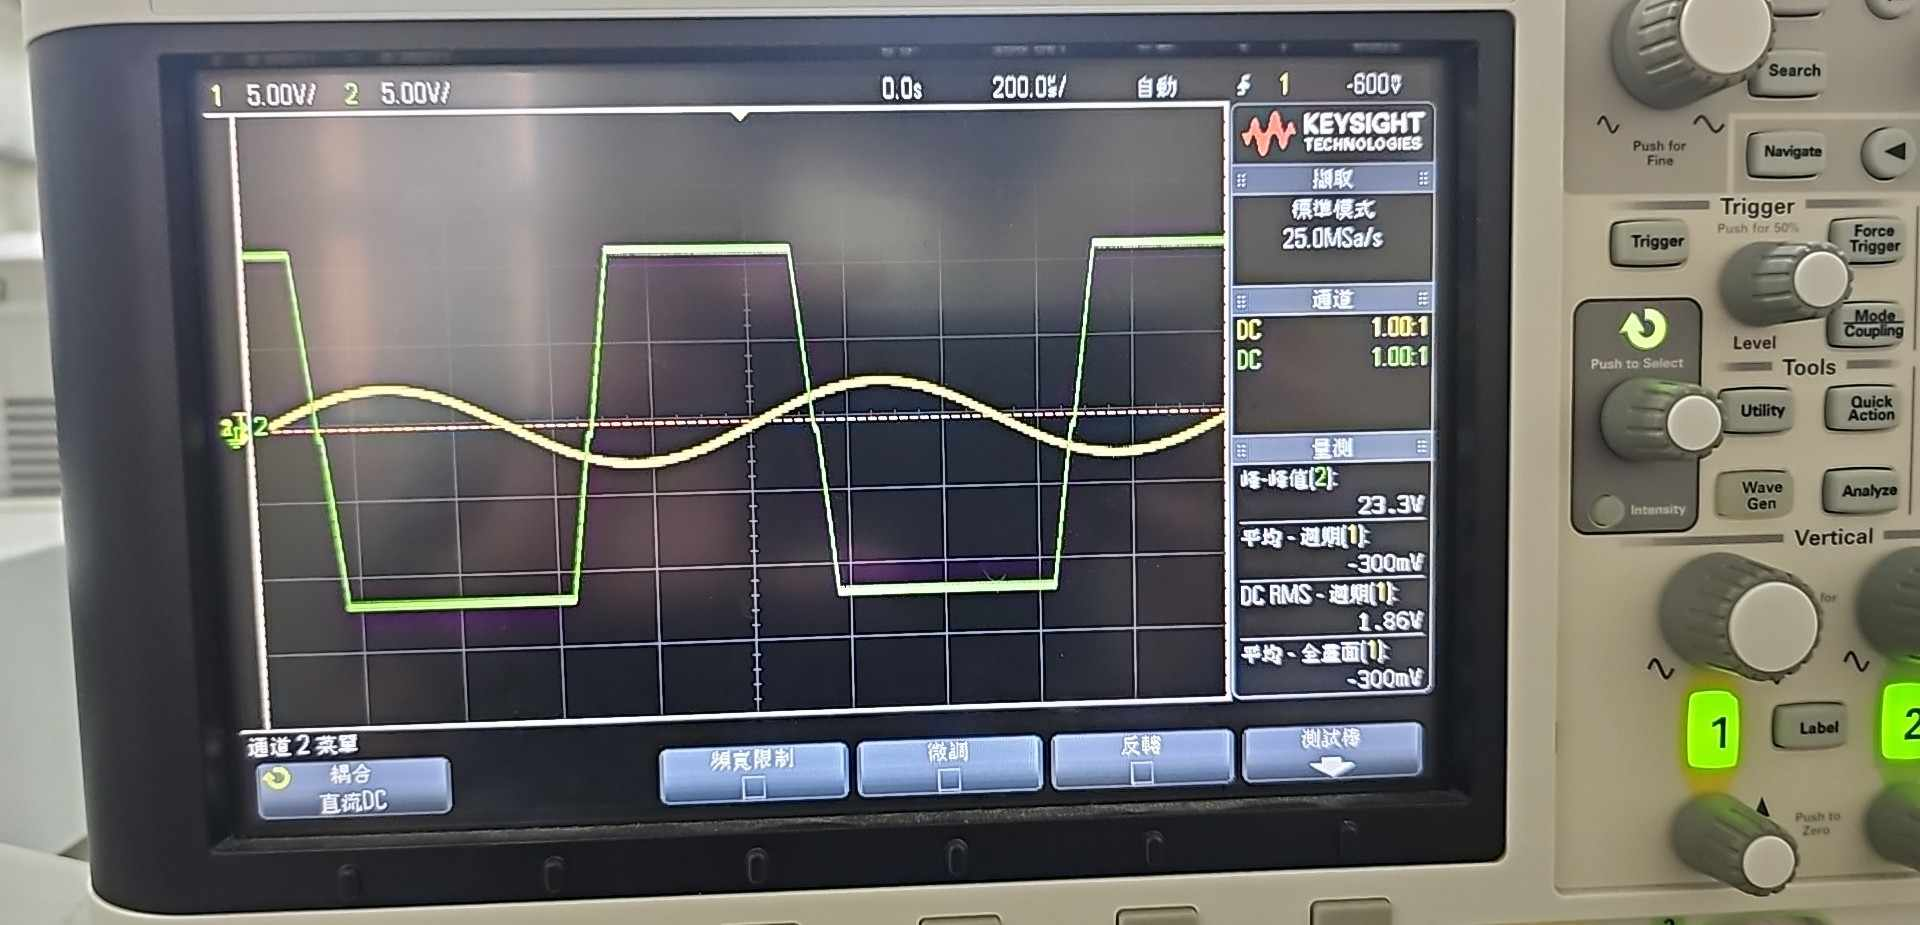 1 5.00V/ 2 5.00V/ 0.0s 200.0㎲/ 自動 1 -600㎷
KEYSIGHT
TECHNOLOGIES
擷取
標準模式
25.0MSa/s
通道
DC 1.00:1
DC 1.00:1
量測
峰-峰值(2):
23.3V
平均 - 週期(1):
-300mV
DC RMS - 週期(1):
1.86V
平均 - 全畫面(1):
-300mV
2
通道 2 菜單
耦合
直流DC
頻寬限制
微調
反轉
測試棒
Search
Push for
Fine
Navigate
Trigger
Push for 50%
Trigger
Force
Trigger
Level
Mode
Coupling
Push to Select
Tools
Utility
Quick
Action
Intensity
Wave
Gen
Analyze
Vertical
for
1
Label
2
Push to
Zero